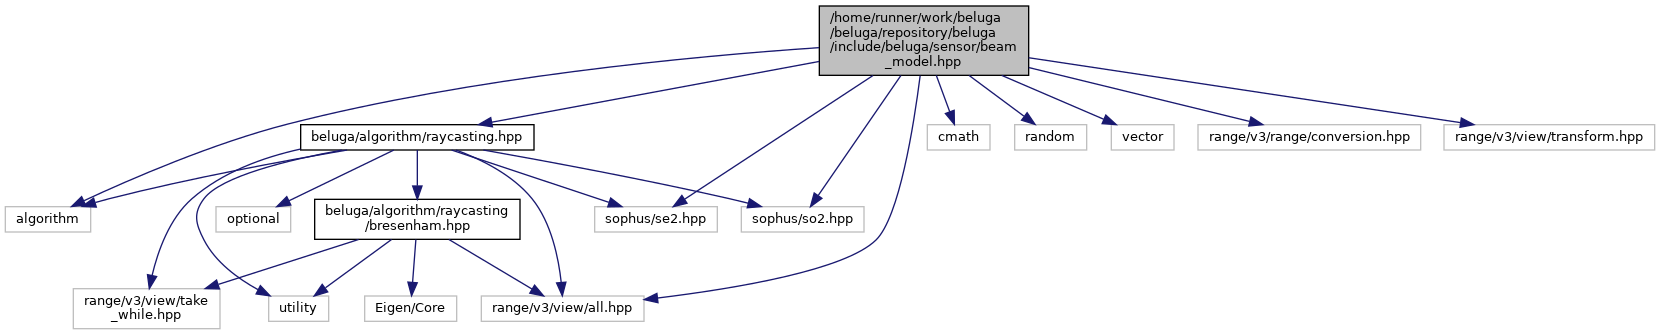 /home/runner/work/beluga
/beluga/repository/beluga
/include/beluga/sensor/beam
_model.hpp
beluga/algorithm/raycasting.hpp
cmath
random
vector
range/v3/range/conversion.hpp
range/v3/view/transform.hpp
algorithm
optional
beluga/algorithm/raycasting
/bresenham.hpp
sophus/se2.hpp
sophus/so2.hpp
range/v3/view/take
_while.hpp
utility
Eigen/Core
range/v3/view/all.hpp